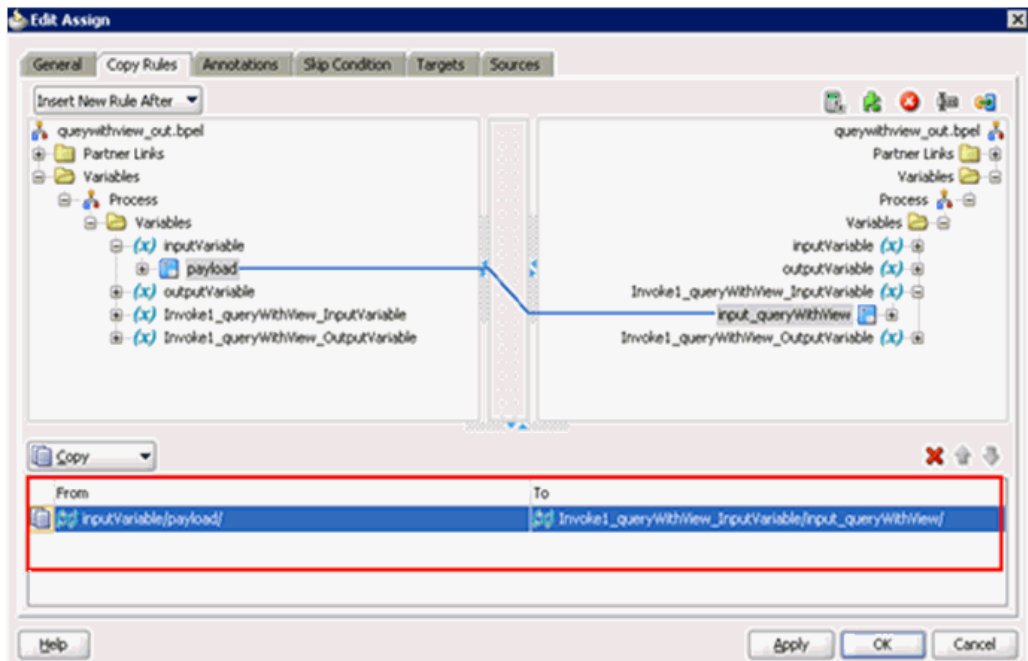 Edit Assign
General Copy Rules Annotations Skip Condition Targets Sources
Insert New Rule After
queywithview_out.bpel
Partner Links
Variables
Process
Variables
(x) inputVariable
payload
(x) outputVariable
(x) Invoke1_queryWithView_InputVariable
(x) Invoke1_queryWithView_OutputVariable
queywithview_out.bpel
Partner Links
Variables
Process
Variables
inputVariable (x)
outputVariable (x)
Invoke1_queryWithView_InputVariable (x)
input_queryWithView
Invoke1_queryWithView_OutputVariable (x)
Copy
From To
inputVariable/payload/ Invoke1_queryWithView_InputVariable/input_queryWithView/
Help Apply OK Cancel